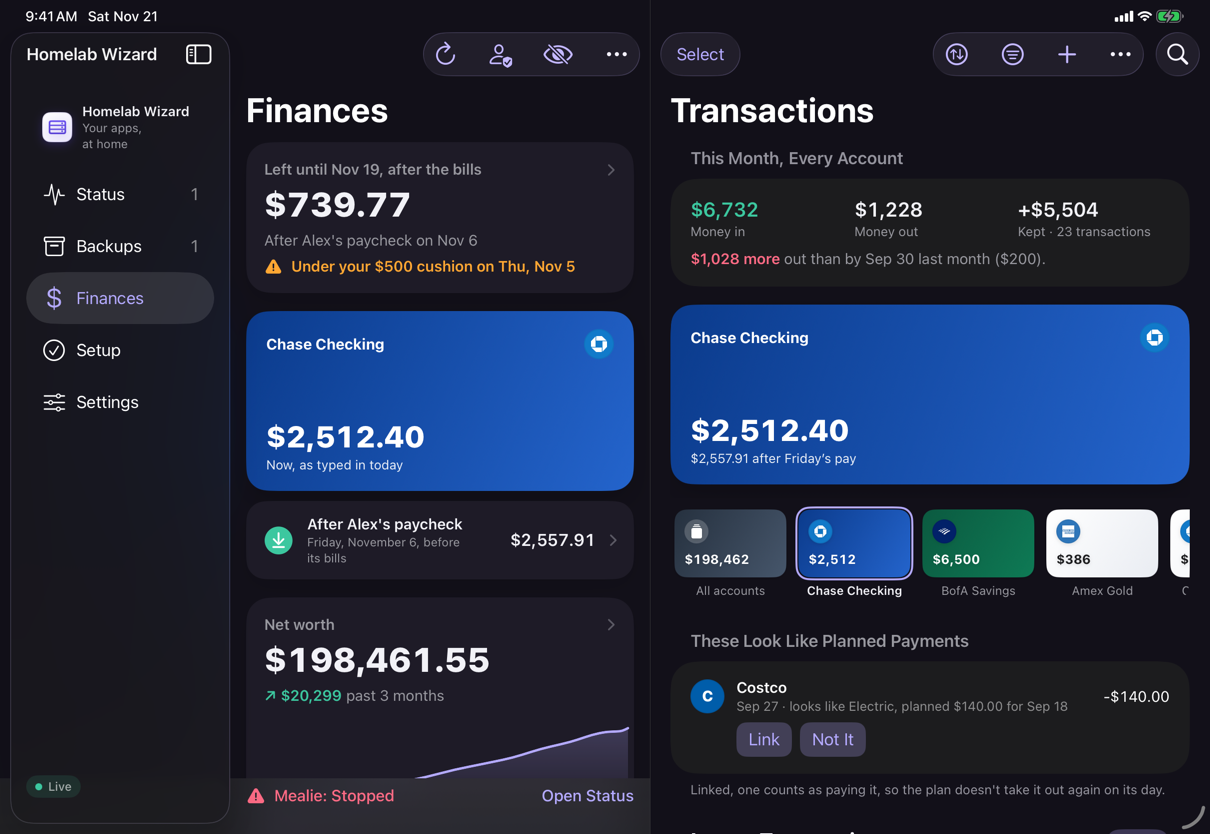 9:41 AM Sat Nov 21
Homelab Wizard
Homelab Wizard
Your apps,
at home
Status 1
Backups 1
Finances
Setup
Settings
Live
Finances
Left until Nov 19, after the bills
$739.77
After Alex's paycheck on Nov 6
Under your $500 cushion on Thu, Nov 5
Chase Checking
$2,512.40
Now, as typed in today
After Alex's paycheck
Friday, November 6, before
its bills
$2,557.91
Net worth
$198,461.55
$20,299 past 3 months
Mealie: Stopped
Open Status
Select
Transactions
This Month, Every Account
$6,732 $1,228 +$5,504
Money in Money out Kept · 23 transactions
$1,028 more out than by Sep 30 last month ($200).
Chase Checking
$2,512.40
$2,557.91 after Friday's pay
$198,462 $2,512 $6,500 $386
All accounts Chase Checking BofA Savings Amex Gold
These Look Like Planned Payments
C
Costco
Sep 27 · looks like Electric, planned $140.00 for Sep 18
-$140.00
Link Not It
Linked, one counts as paying it, so the plan doesn't take it out again on its day.